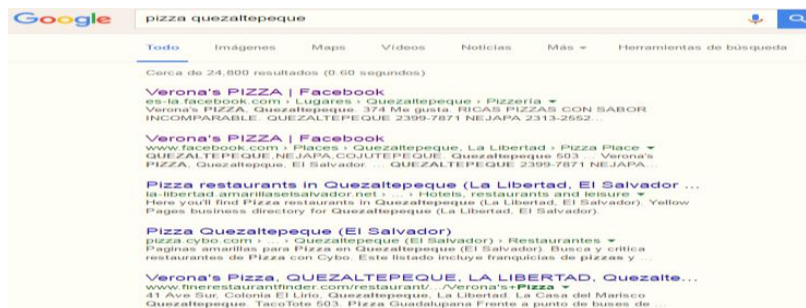 Google pizza quezaltepeque
Todo Imágenes Maps Vídeos Noticias Más Herramientas de búsqueda
Cerca de 24,800 resultados (0.60 segundos)
Verona's PIZZA | Facebook
es-la.facebook.com › Lugares › Quezaltepeque › Pizzería
Verona's PIZZA, Quezaltepeque. 374 Me gusta. RICAS PIZZAS CON SABOR
INCOMPARABLE. QUEZALTEPEQUE 2399-7871 NEJAPA 2313-2552...
Verona's PIZZA | Facebook
www.facebook.com › Places › Quezaltepeque, La Libertad › Pizza Place
QUEZALTEPEQUE,NEJAPA,COJUTEPEQUE. Quezaltepeque 503 ... Verona's
PIZZA, Quezaltepque, El Salvador. ... QUEZALTEPEQUE 2399-7871 NEJAPA...
Pizza restaurants in Quezaltepeque (La Libertad, El Salvador ...
la-libertad.amarillaselsalvador.net › ... › Hotels, restaurants and leisure
Here you'll find Pizza restaurants in Quezaltepeque (La Libertad, El Salvador). Yellow
Pages business directory for Quezaltepeque (La Libertad, El Salvador).
Pizza Quezaltepeque (El Salvador)
pizza.cybo.com › ... › Quezaltepeque (El Salvador) › Restaurantes
Paginas amarillas para Pizza en Quezaltepeque (El Salvador). Busca y critica
restaurantes de Pizza con Cybo. Este listado incluye franquicias de pizzas y ...
Verona's Pizza, QUEZALTEPEQUE, LA LIBERTAD, Quezalte...
www.finerestaurantfinder.com/restaurant/.../Verona's+Pizza
41 Ave Sur, Colonia El Lirio, Quezaltepeque, La Libertad. La Casa del Marisco
Quezaltepeque. TacoTote 503. Pizza Guadalupana Frente a punto de buses de...